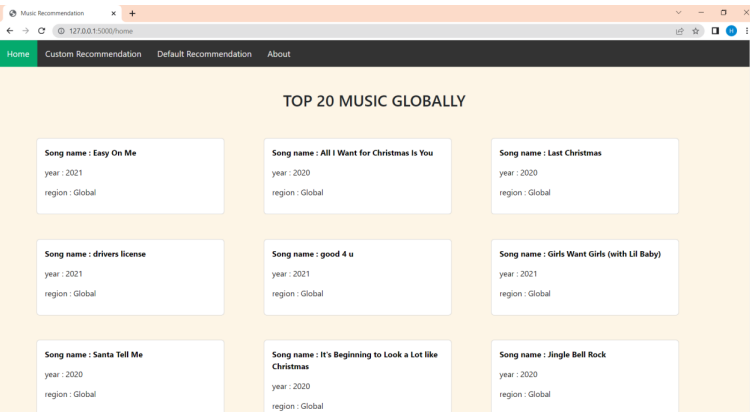 Music Recommendation
127.0.0.1:5000/home
H
Home Custom Recommendation Default Recommendation About
TOP 20 MUSIC GLOBALLY
Song name : Easy On Me
year : 2021
region : Global
Song name : All I Want for Christmas Is You
year : 2020
region : Global
Song name : Last Christmas
year : 2020
region : Global
Song name : drivers license
year : 2021
region : Global
Song name : good 4 u
year : 2021
region : Global
Song name : Girls Want Girls (with Lil Baby)
year : 2021
region : Global
Song name : Santa Tell Me
year : 2020
region : Global
Song name : It's Beginning to Look a Lot like
Christmas
year : 2020
region : Global
Song name : Jingle Bell Rock
year : 2020
region : Global